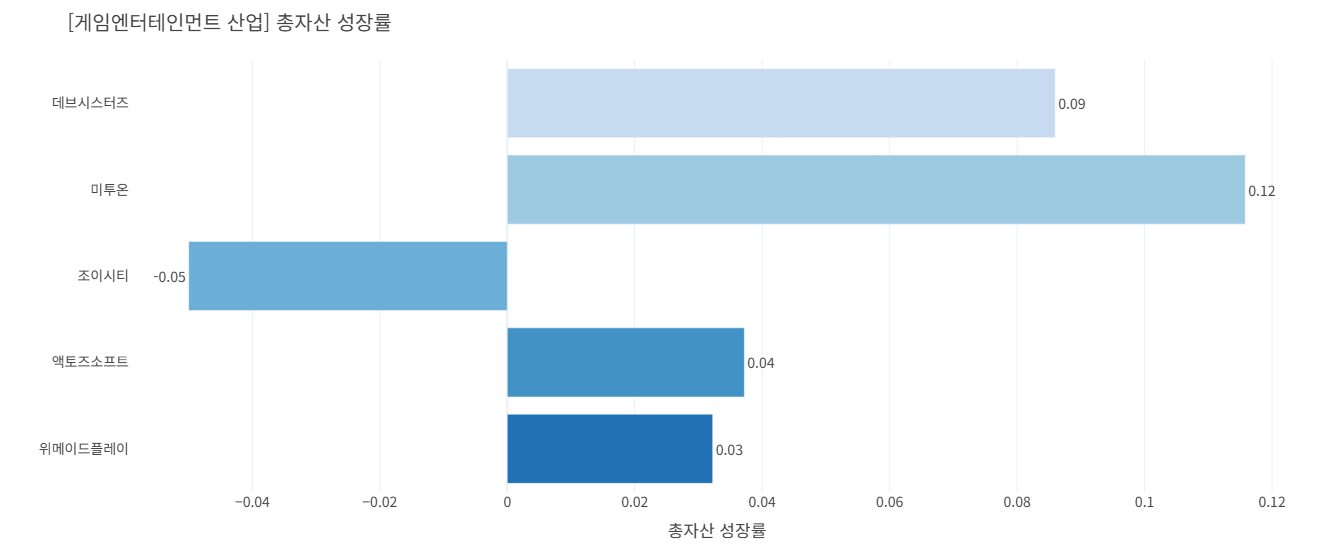 [게임엔터테인먼트 산업] 총자산 성장률
데브시스터즈
0.09
미투온
0.12
조이시티
-0.05
액토즈소프트
0.04
위메이드플레이
0.03
−0.04
−0.02
0
0.02
0.04
0.06
0.08
0.1
0.12
총자산 성장률